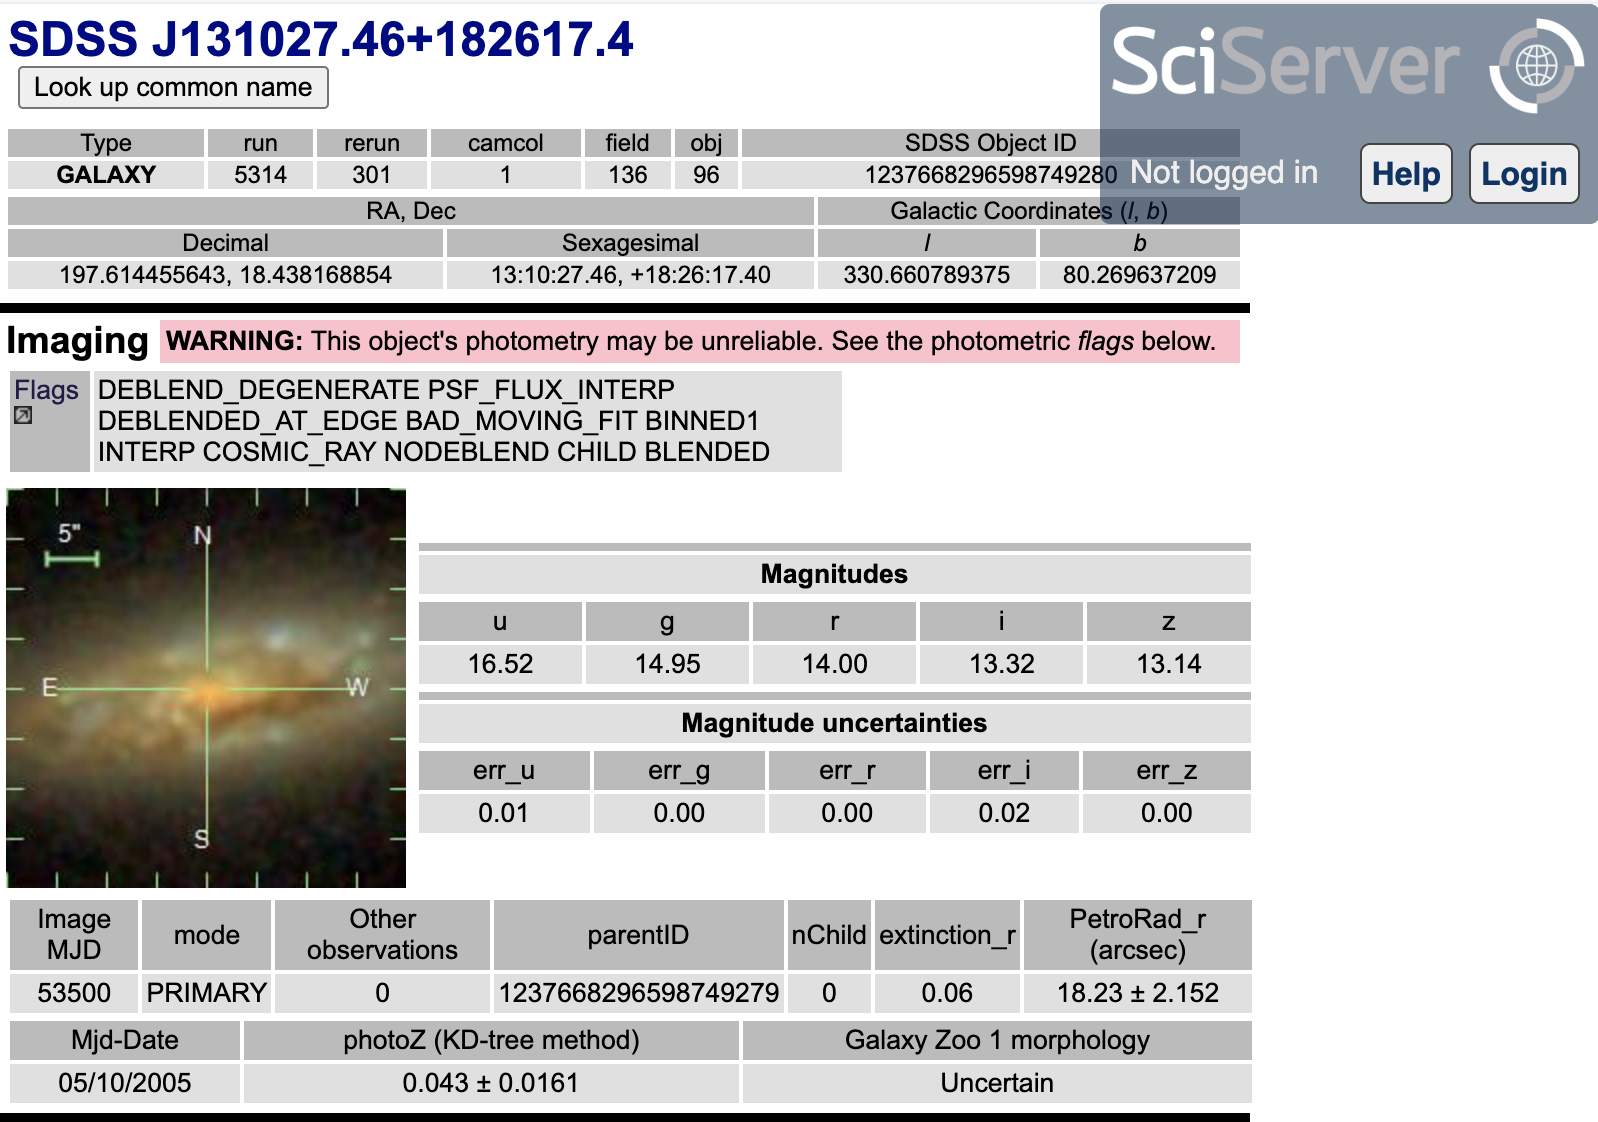 SDSS J131027.46+182617.4
SciServer
Look up common name
Type run rerun camcol field obj SDSS Object ID
GALAXY 5314 301 1 136 96 1237668296598749280
Not logged in Help Login
RA, Dec Galactic Coordinates (l, b)
Decimal Sexagesimal l b
197.614455643, 18.438168854 13:10:27.46, +18:26:17.40 330.660789375 80.269637209
Imaging WARNING: This object's photometry may be unreliable. See the photometric flags below.
Flags DEBLEND_DEGENERATE PSF_FLUX_INTERP
DEBLENDED_AT_EDGE BAD_MOVING_FIT BINNED1
INTERP COSMIC_RAY NODEBLEND CHILD BLENDED
5"
N
E W
S
Magnitudes
u g r i z
16.52 14.95 14.00 13.32 13.14
Magnitude uncertainties
err_u err_g err_r err_i err_z
0.01 0.00 0.00 0.02 0.00
Image MJD mode Other observations parentID nChild extinction_r PetroRad_r (arcsec)
53500 PRIMARY 0 1237668296598749279 0 0.06 18.23 ± 2.152
Mjd-Date photoZ (KD-tree method) Galaxy Zoo 1 morphology
05/10/2005 0.043 ± 0.0161 Uncertain